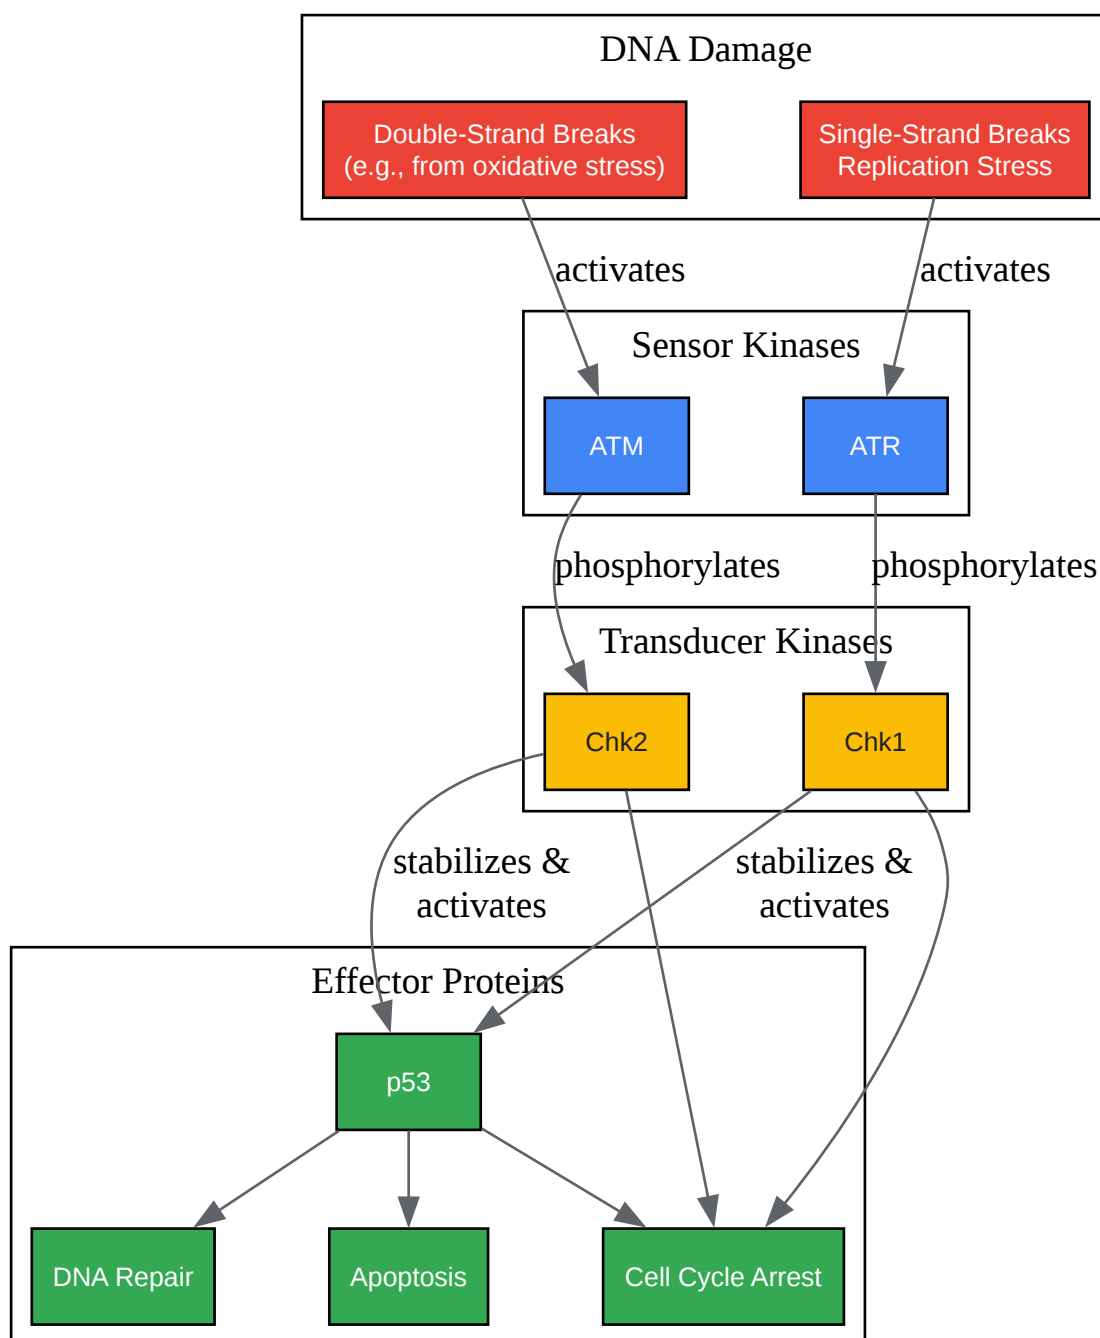 DNA Damage
Double-Strand Breaks
(e.g., from oxidative stress)
Single-Strand Breaks
Replication Stress
activates
activates
Sensor Kinases
ATM
ATR
phosphorylates
phosphorylates
Transducer Kinases
Chk2
Chk1
stabilizes &
activates
stabilizes &
activates
Effector Proteins
p53
DNA Repair
Apoptosis
Cell Cycle Arrest